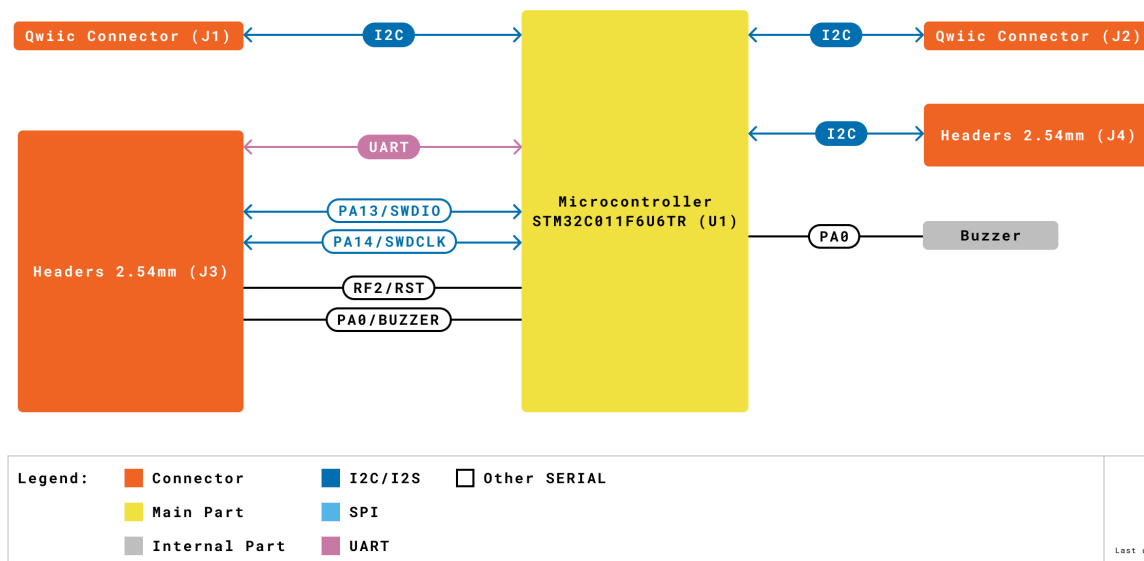 Qwiic Connector (J1)
I2C
I2C
Qwiic Connector (J2)
UART
I2C
Headers 2.54mm (J4)
Microcontroller
STM32C011F6U6TR (U1)
PA13/SWDIO
PA14/SWDCLK
PA0
Buzzer
Headers 2.54mm (J3)
RF2/RST
PA0/BUZZER
Legend:
Connector
I2C/I2S
Other SERIAL
Main Part
SPI
Internal Part
UART
Last